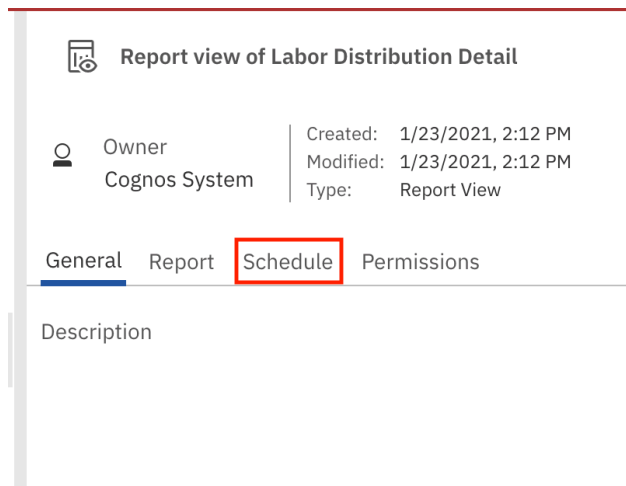 Report view of Labor Distribution Detail
Owner
Cognos System
Created: 1/23/2021, 2:12 PM
Modified: 1/23/2021, 2:12 PM
Type: Report View
General Report Schedule Permissions
Description